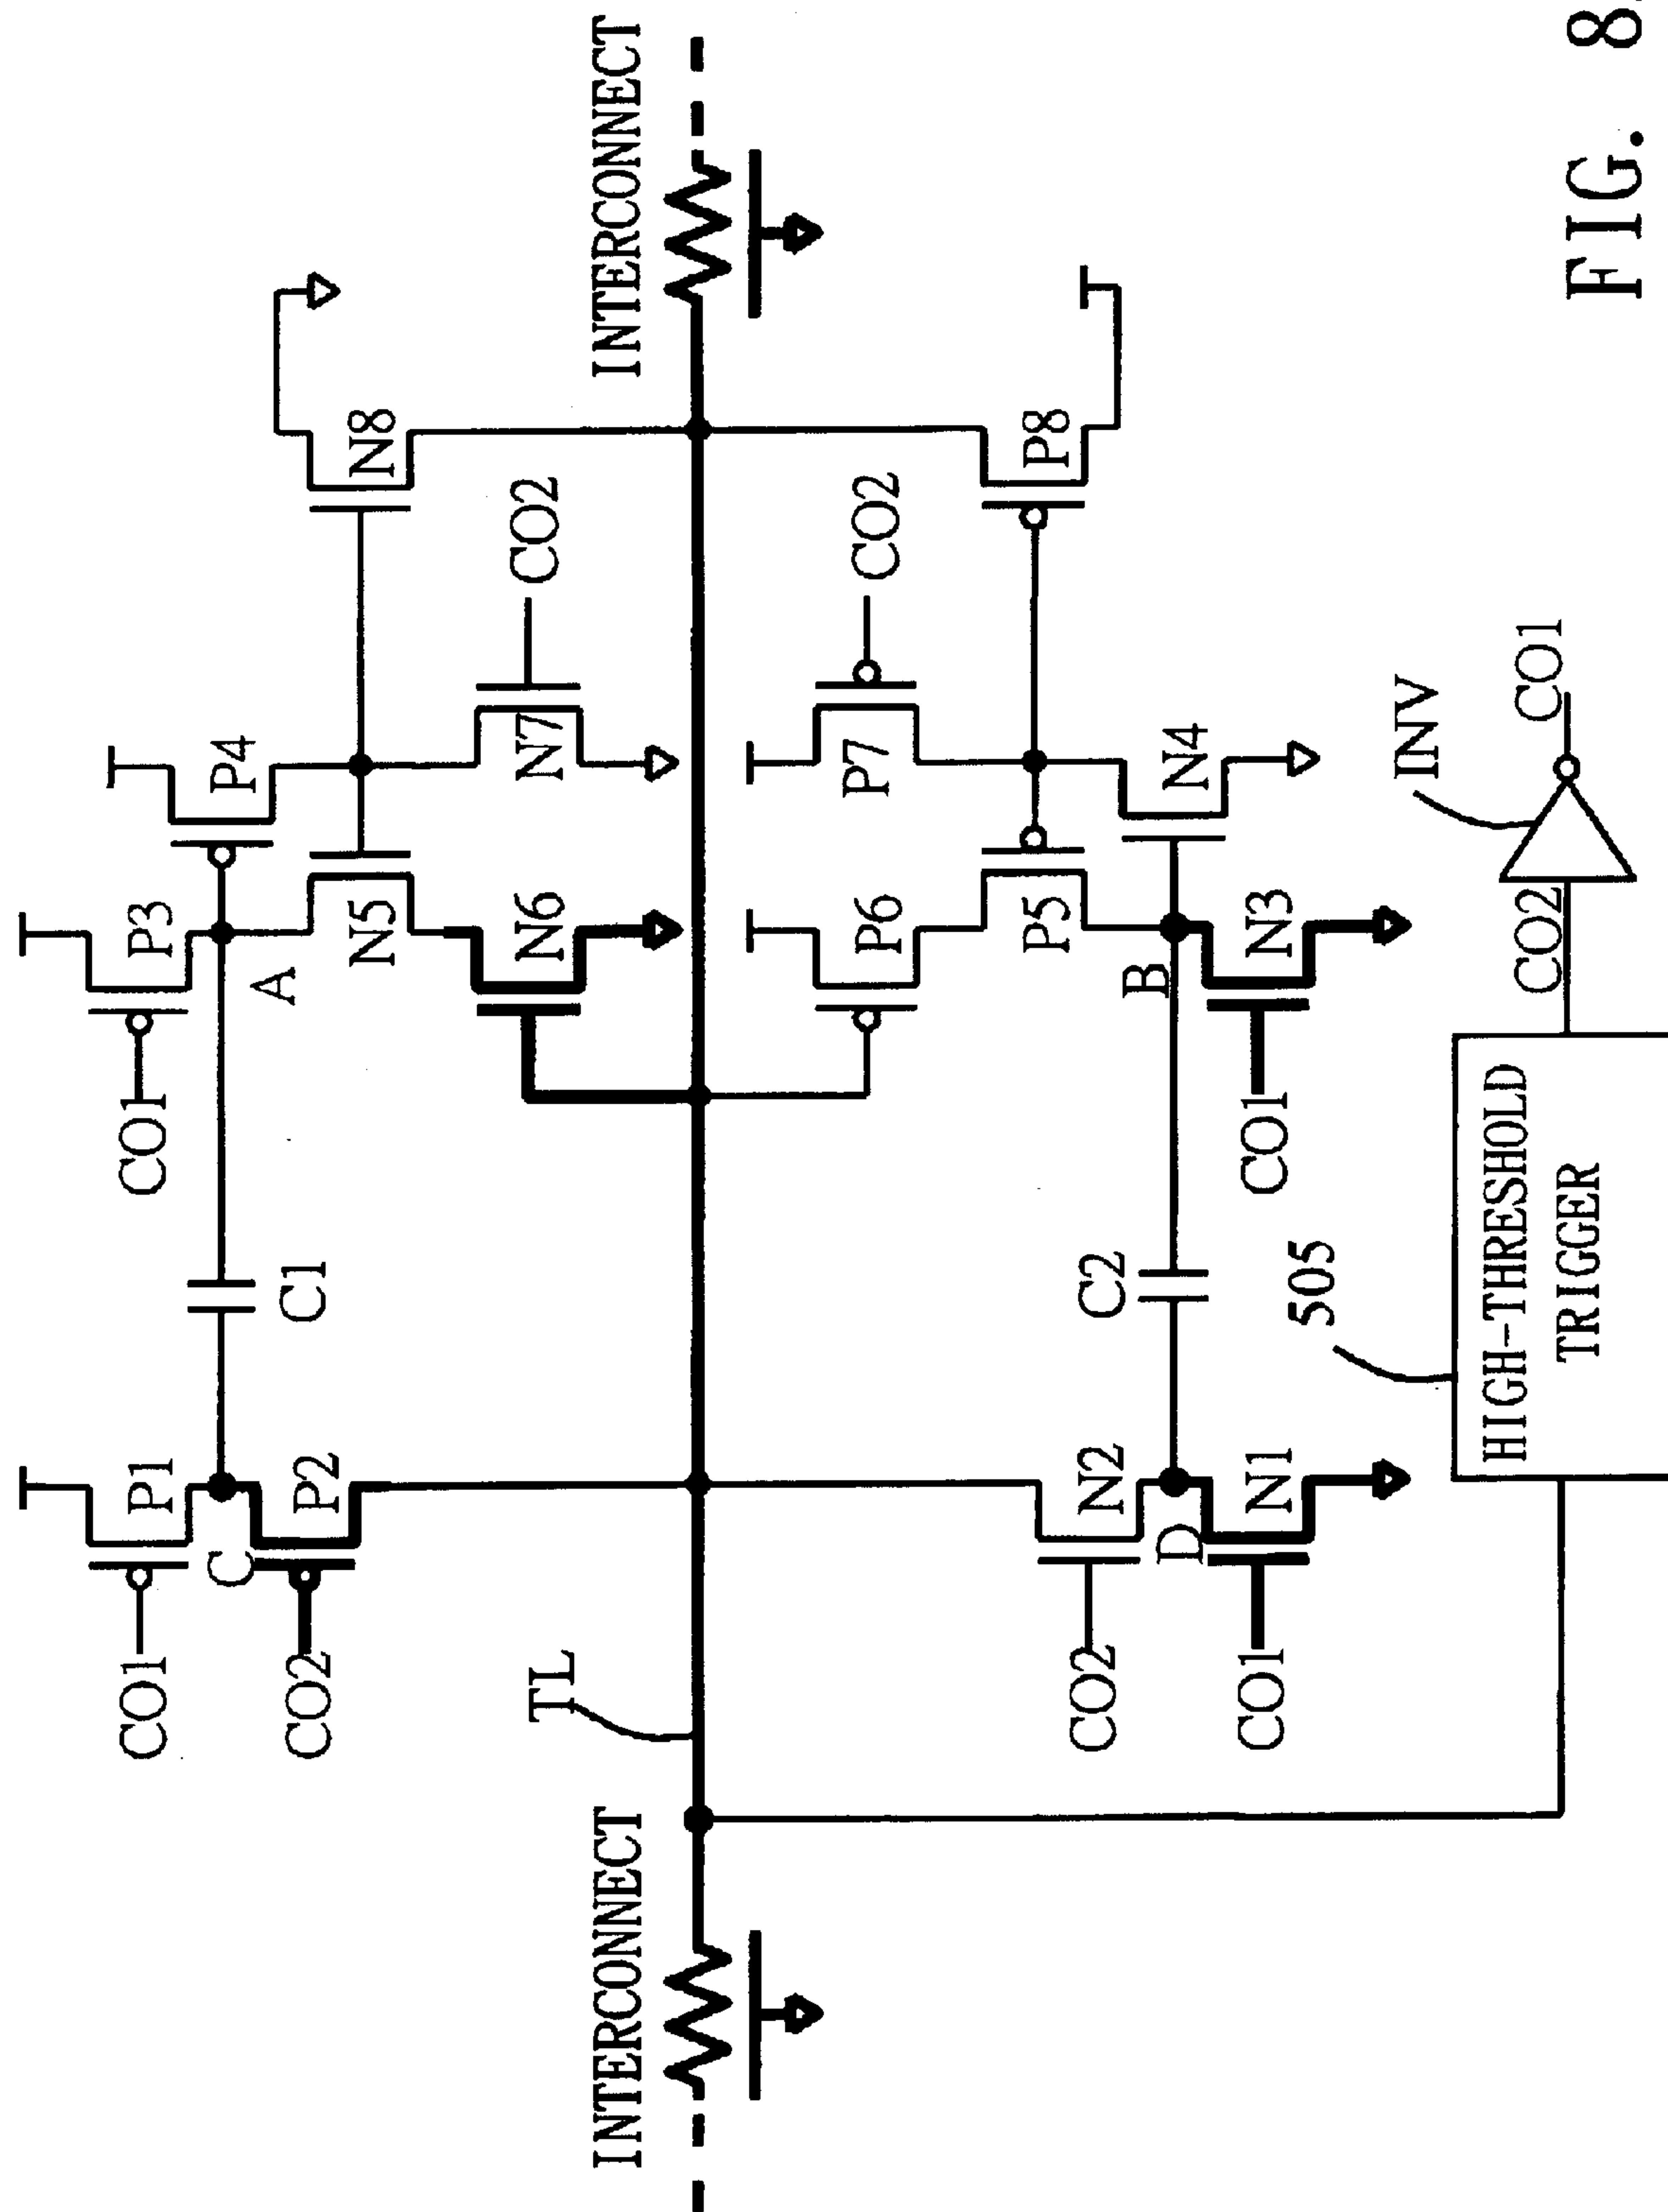 CO1
P1
CO1
P3
C
A
P4
CO2
P2
C1
N5
N8
TL
N6
N7
CO2
INTERCONNECT
INTERCONNECT
P6
P7
CO2
P5
P8
CO2
N2
C2
B
D
N4
CO1
N1
CO1
N3
505
INV
HIGH-THRESHOLD
TRIGGER
CO2
CO1
FIG. 8